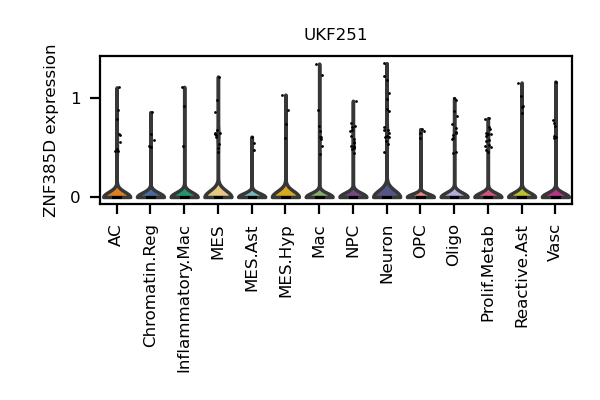 UKF251
ZNF385D expression
1
0
AC
Chromatin.Reg
Inflammatory.Mac
MES
MES.Ast
MES.Hyp
Mac
NPC
Neuron
OPC
Oligo
Prolif.Metab
Reactive.Ast
Vasc